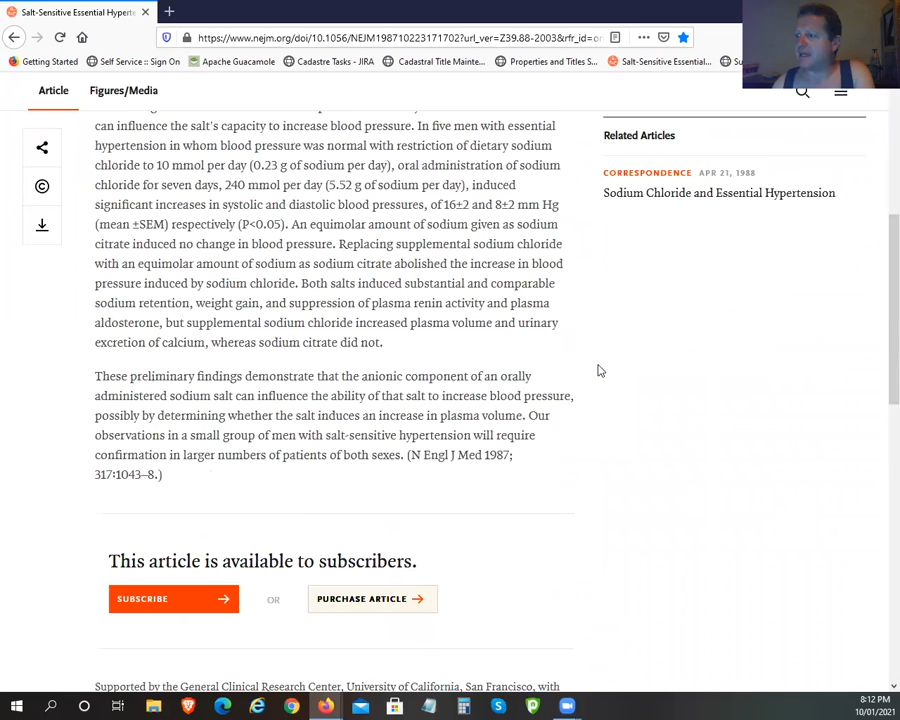 Salt-Sensitive Essential Hyperte
https://www.nejm.org/doi/10.1056/NEJM198710223171702?url_ver=Z39.88-2003&rfr_id=o
Getting Started
Self Service :: Sign On
Apache Guacamole
Cadastre Tasks - JIRA
Cadastral Title Mainte...
Properties and Titles S...
Salt-Sensitive Essential...
Su
Article
Figures/Media
can influence the salt's capacity to increase blood pressure. In five men with essential
hypertension in whom blood pressure was normal with restriction of dietary sodium
chloride to 10 mmol per day (0.23 g of sodium per day), oral administration of sodium
chloride for seven days, 240 mmol per day (5.52 g of sodium per day), induced
significant increases in systolic and diastolic blood pressures, of 16±2 and 8±2 mm Hg
(mean ±SEM) respectively (P<0.05). An equimolar amount of sodium given as sodium
citrate induced no change in blood pressure. Replacing supplemental sodium chloride
with an equimolar amount of sodium as sodium citrate abolished the increase in blood
pressure induced by sodium chloride. Both salts induced substantial and comparable
sodium retention, weight gain, and suppression of plasma renin activity and plasma
aldosterone, but supplemental sodium chloride increased plasma volume and urinary
excretion of calcium, whereas sodium citrate did not.
These preliminary findings demonstrate that the anionic component of an orally
administered sodium salt can influence the ability of that salt to increase blood pressure,
possibly by determining whether the salt induces an increase in plasma volume. Our
observations in a small group of men with salt-sensitive hypertension will require
confirmation in larger numbers of patients of both sexes. (N Engl J Med 1987;
317:1043–8.)
Related Articles
CORRESPONDENCE APR 21, 1988
Sodium Chloride and Essential Hypertension
This article is available to subscribers.
SUBSCRIBE
OR
PURCHASE ARTICLE
Supported by the General Clinical Research Center, University of California, San Francisco, with
8:12 PM
10/01/2021